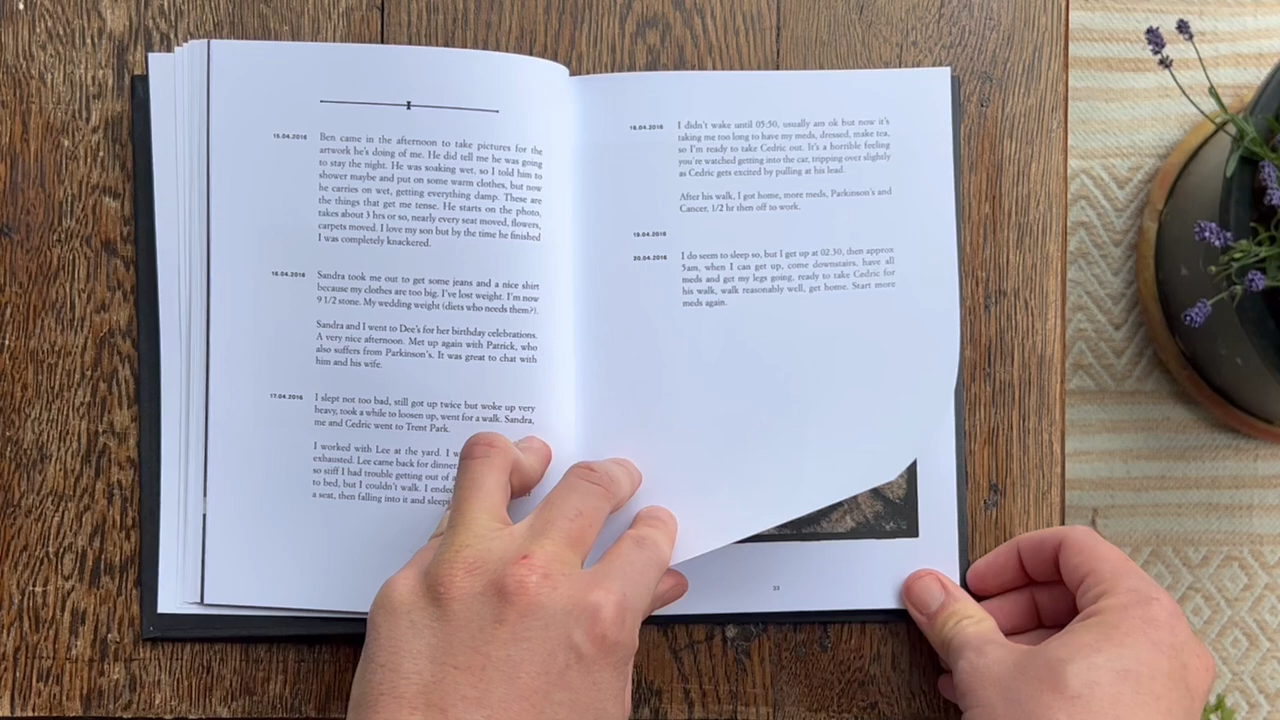 15.04.2016
Ben came in the afternoon to take pictures for the
artwork he's doing of me. He did tell me he was going
to stay the night. He was soaking wet, so I told him to
shower maybe and put on some warm clothes, but now
he carries on wet, getting everything damp. These are
the things that get me tense. He starts on the photo,
takes about 3 hrs or so, nearly every seat moved, flowers,
carpets moved. I love my son but by the time he finished
I was completely knackered.
16.04.2016
Sandra took me out to get some jeans and a nice shirt
because my clothes are too big. I've lost weight. I'm now
9 1/2 stone. My wedding weight (diets who needs them?).
Sandra and I went to Dee's for her birthday celebrations.
A very nice afternoon. Met up again with Patrick, who
also suffers from Parkinson's. It was great to chat with
him and his wife.
17.04.2016
I slept not too bad, still got up twice but woke up very
heavy, took a while to loosen up, went for a walk. Sandra,
me and Cedric went to Trent Park.
I worked with Lee at the yard. I
exhausted. Lee came back for dinner,
so stiff I had trouble getting out of
to bed, but I couldn't walk. I ended
a seat, then falling into it and
18.04.2016
I didn't wake until 05:50, usually am ok but now it's
taking me too long to have my meds, dressed, make tea,
so I'm ready to take Cedric out. It's a horrible feeling
you're watched getting into the car, tripping over slightly
as Cedric gets excited by pulling at his lead.
After his walk, I got home, more meds, Parkinson's and
Cancer, 1/2 hr then off to work.
19.04.2016
20.04.2016
I do seem to sleep so, but I get up at 02.30, then approx
5am, when I can get up, come downstairs, have all
meds and get my legs going, ready to take Cedric for
his walk, walk reasonably well, get home. Start more
meds again.
33